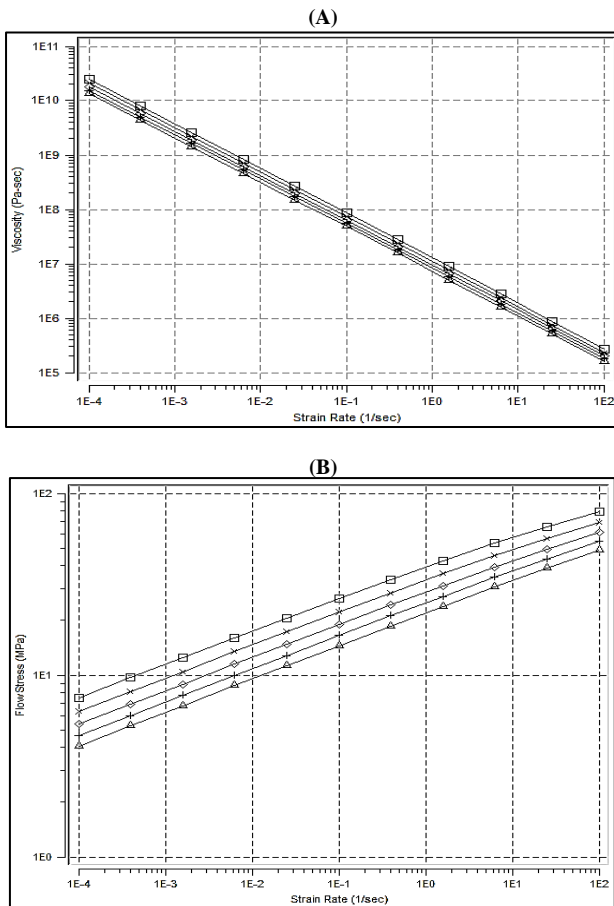 (A)
1E11
1E10
1E9
1E8
1E7
1E6
1E5
Viscosity (Pa-sec)
1E-4 1E-3 1E-2 1E-1 1E0 1E1 1E2
Strain Rate (1/sec)
(B)
1E2
1E1
1E0
FlowStress (MPa)
1E-4 1E-3 1E-2 1E-1 1E0 1E1 1E2
Strain Rate (1/sec)